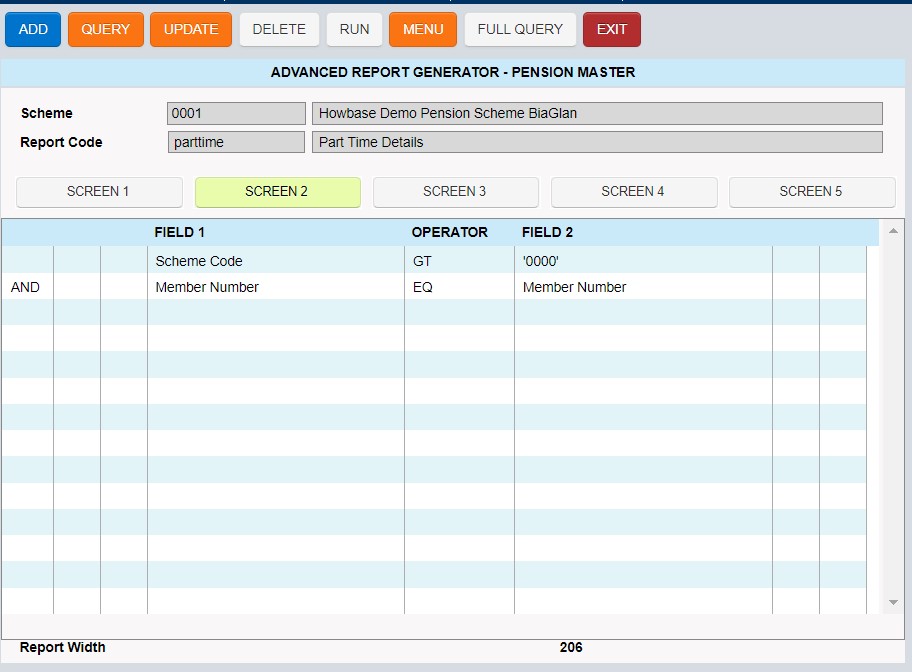 ADD QUERY UPDATE DELETE RUN MENU FULL QUERY EXIT
ADVANCED REPORT GENERATOR - PENSION MASTER
Scheme 0001 Howbase Demo Pension Scheme BiaGlan
Report Code parttime Part Time Details
SCREEN 1 SCREEN 2 SCREEN 3 SCREEN 4 SCREEN 5
FIELD 1 OPERATOR FIELD 2
Scheme Code GT '0000'
AND Member Number EQ Member Number
Report Width 206